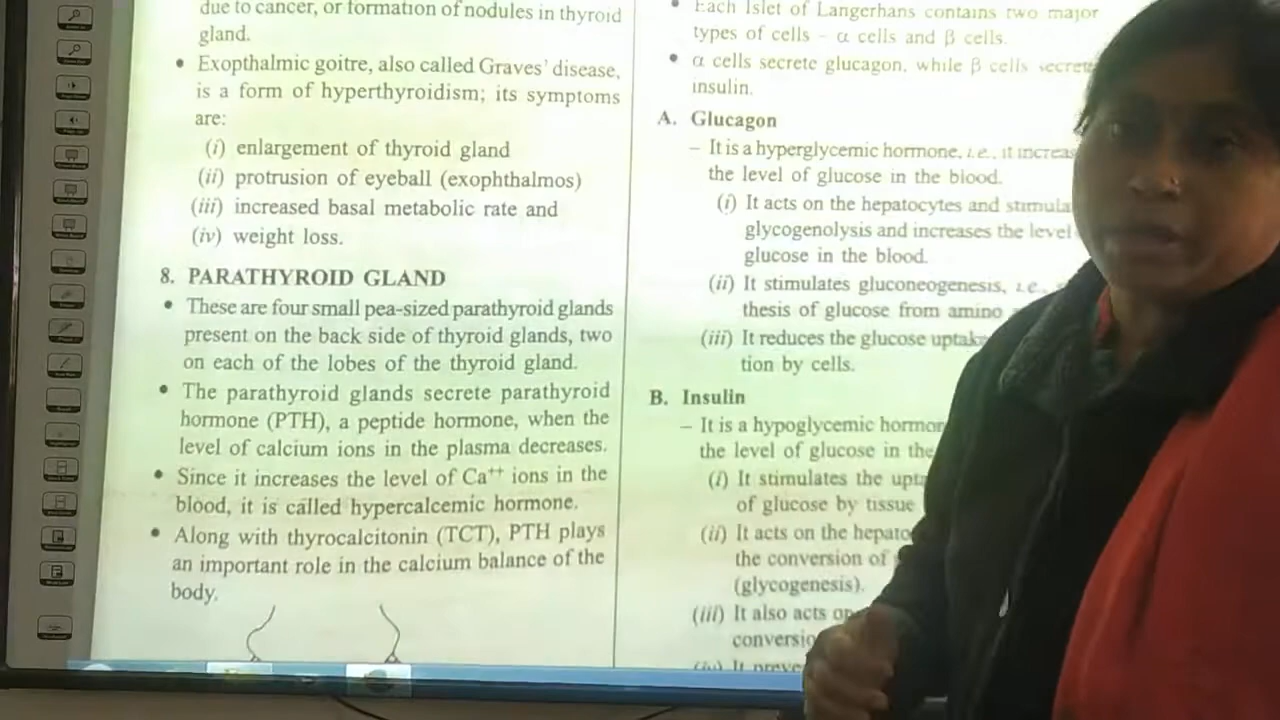 due to cancer, or formation of nodules in thyroid
gland.
• Exopthalmic goitre, also called Graves' disease,
is a form of hyperthyroidism; its symptoms
are:
(i) enlargement of thyroid gland
(ii) protrusion of eyeball (exophthalmos)
(iii) increased basal metabolic rate and
(iv) weight loss.
8. PARATHYROID GLAND
• These are four small pea-sized parathyroid glands
present on the back side of thyroid glands, two
on each of the lobes of the thyroid gland.
• The parathyroid glands secrete parathyroid
hormone (PTH), a peptide hormone, when the
level of calcium ions in the plasma decreases.
• Since it increases the level of Ca⁺⁺ ions in the
blood, it is called hypercalcemic hormone.
• Along with thyrocalcitonin (TCT), PTH plays
an important role in the calcium balance of the
body.
• Each Islet of Langerhans contains two major
types of cells – α cells and β cells.
• α cells secrete glucagon, while β cells secrete
insulin.
A. Glucagon
– It is a hyperglycemic hormone, i.e., it increas
the level of glucose in the blood.
(i) It acts on the hepatocytes and stimula
glycogenolysis and increases the level
glucose in the blood.
(ii) It stimulates gluconeogenesis, i.e.,
thesis of glucose from amino
(iii) It reduces the glucose uptak
tion by cells.
B. Insulin
– It is a hypoglycemic hormon
the level of glucose in the
(i) It stimulates the upta
of glucose by tissue
(ii) It acts on the hepato
the conversion of
(glycogenesis).
(iii) It also acts on
conversio
(iv) It preve